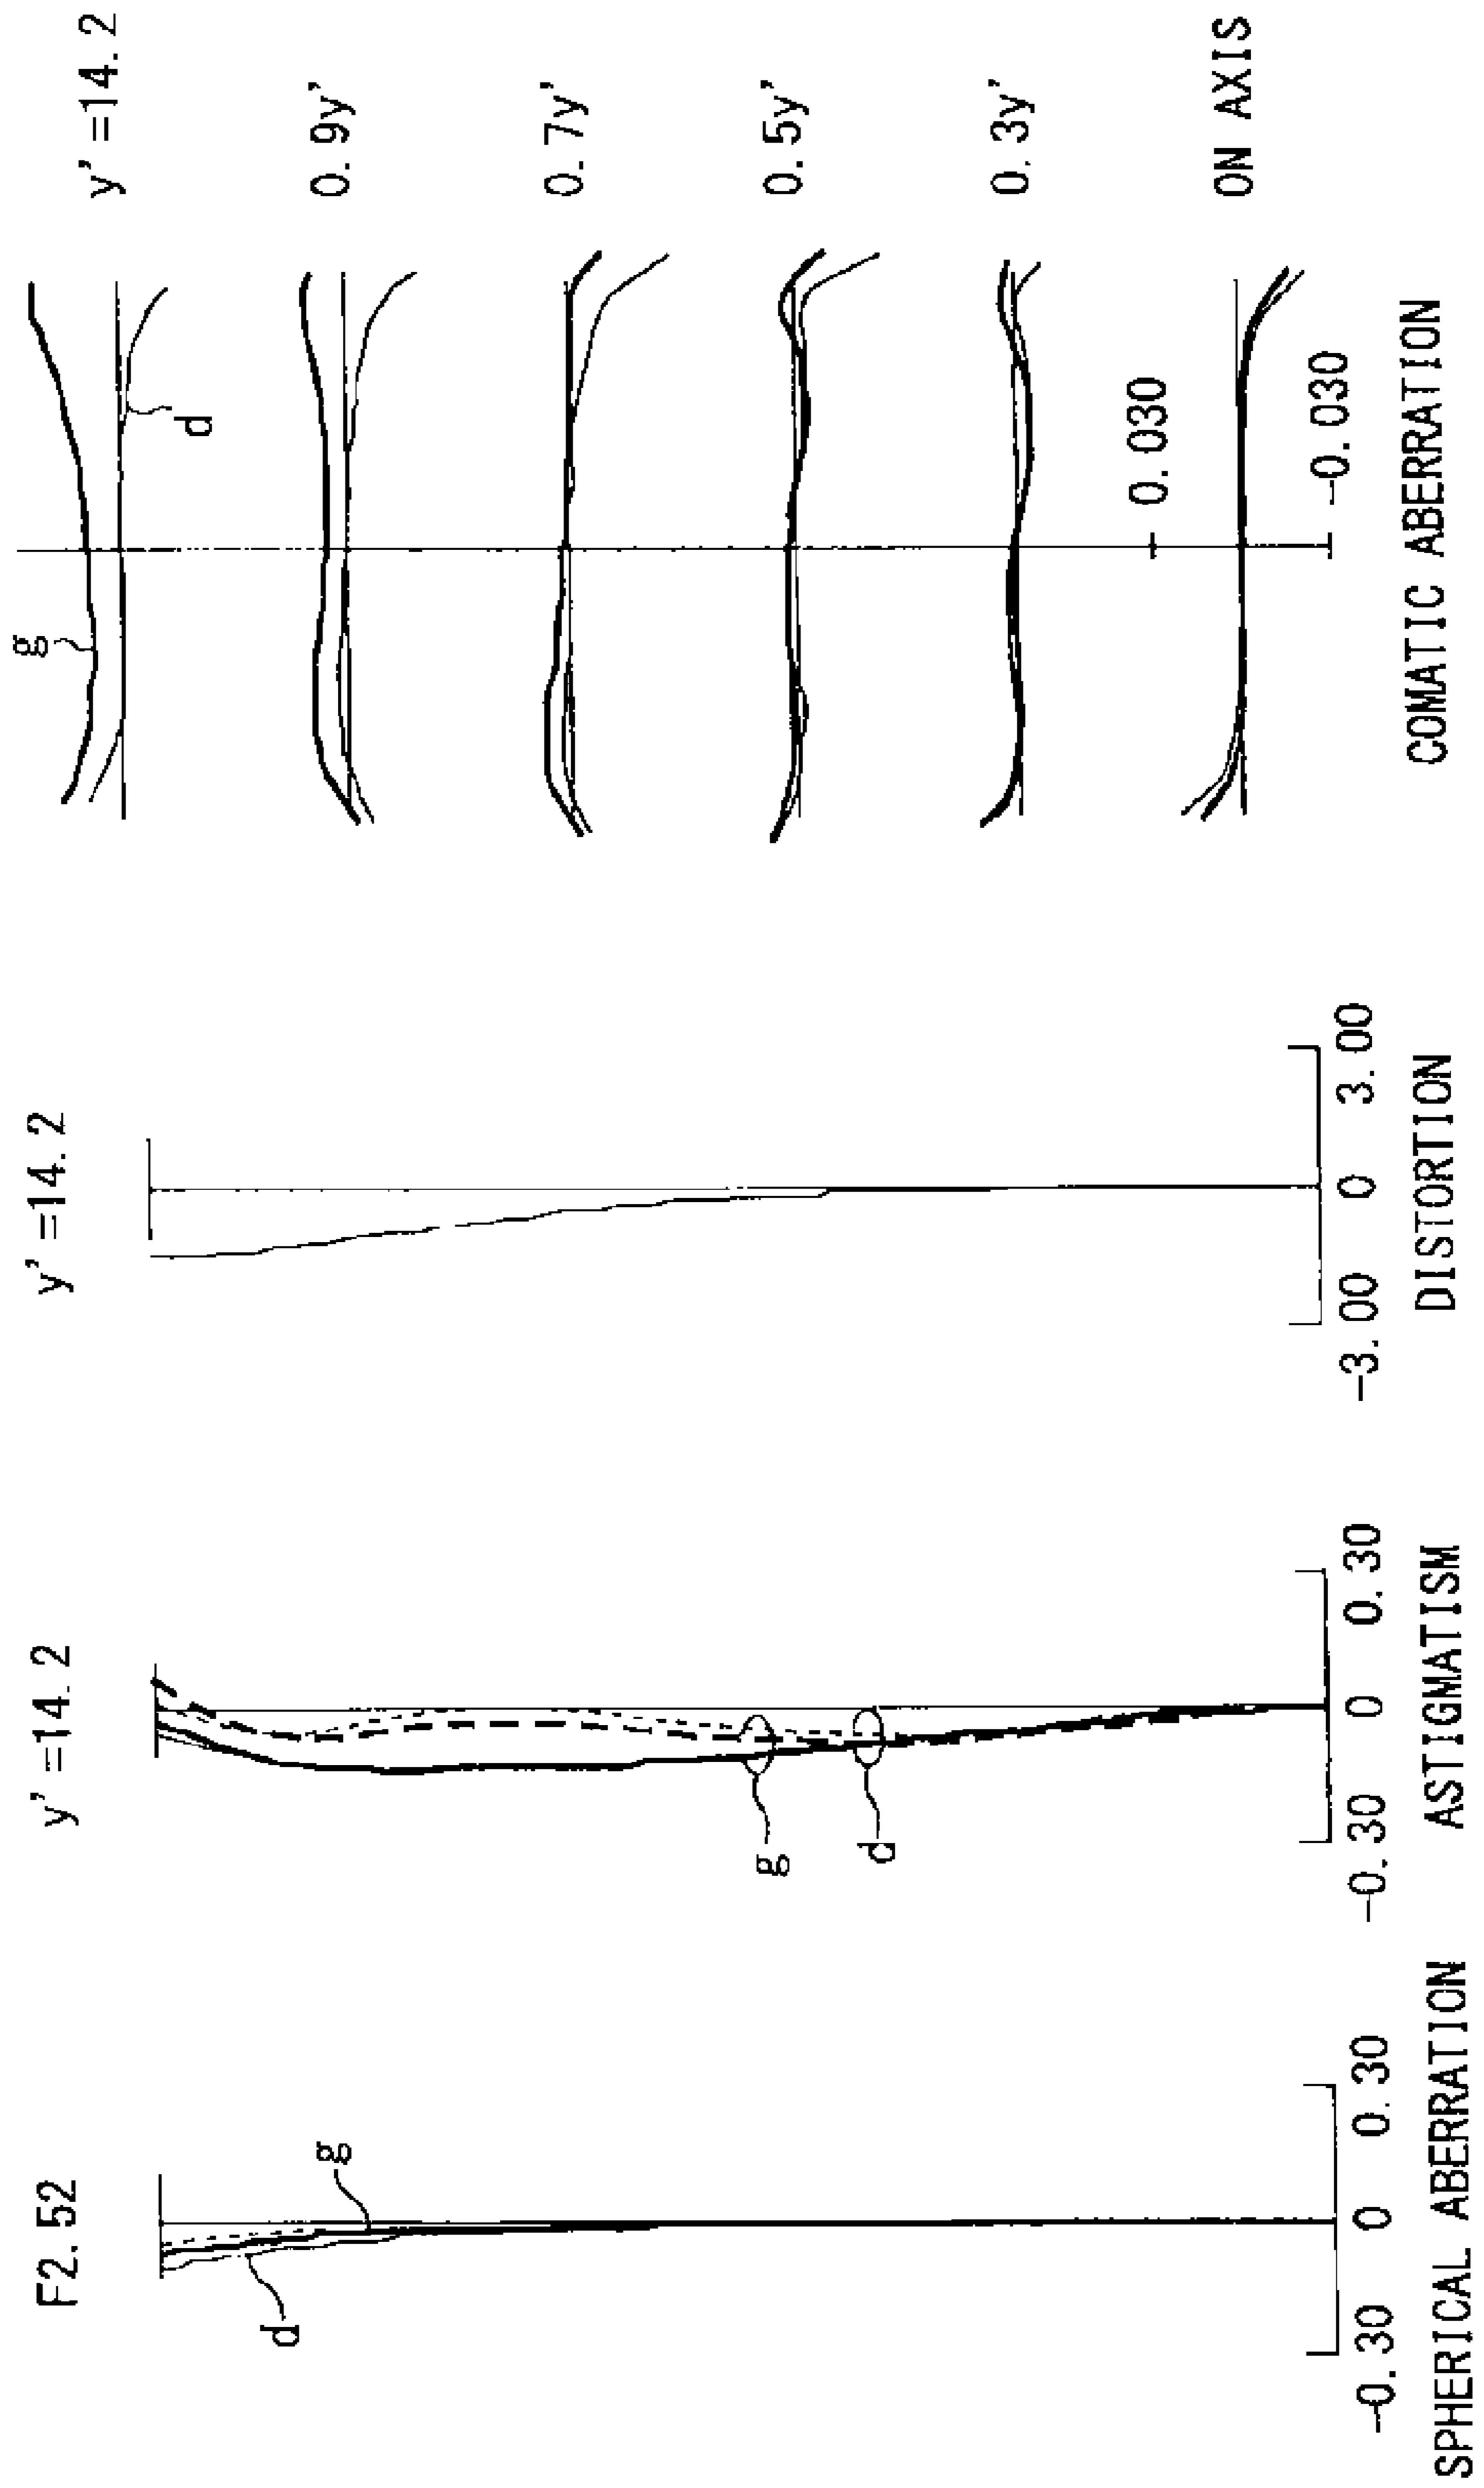 F2.52
d
g
-0.30
0
0.30
SPHERICAL ABERRATION
y'=14.2
g
d
-0.30
0
0.30
ASTIGMATISM
y'=14.2
-3.00
0
3.00
DISTORTION
g
d
y'=14.2
0.9y'
0.7y'
0.5y'
0.3y'
0.030
ON AXIS
-0.030
COMATIC ABERRATION